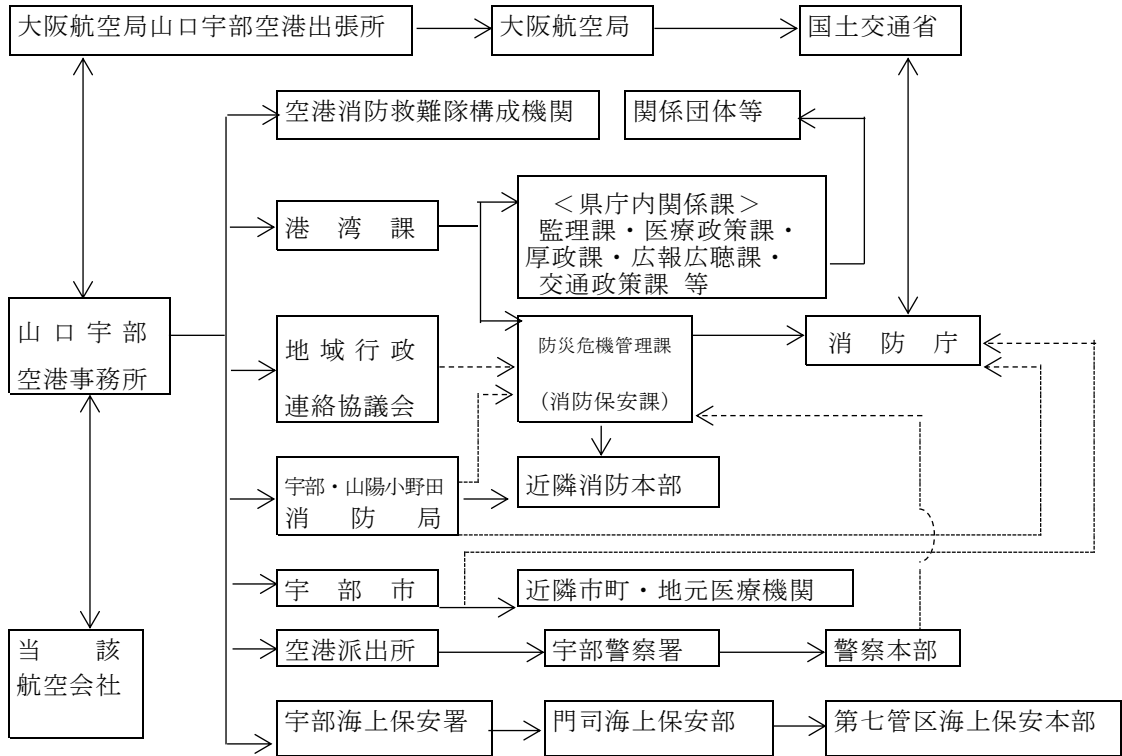 大阪航空局山口宇部空港出張所
大阪航空局
国土交通省
空港消防救難隊構成機関
関係団体等
港湾課
＜県庁内関係課＞
監理課・医療政策課・
厚政課・広報広聴課・
交通政策課 等
山口宇部
空港事務所
地域行政
連絡協議会
防災危機管理課
（消防保安課）
消防庁
宇部・山陽小野田
消防局
近隣消防本部
宇部市
近隣市町・地元医療機関
当該
航空会社
空港派出所
宇部警察署
警察本部
宇部海上保安署
門司海上保安部
第七管区海上保安本部